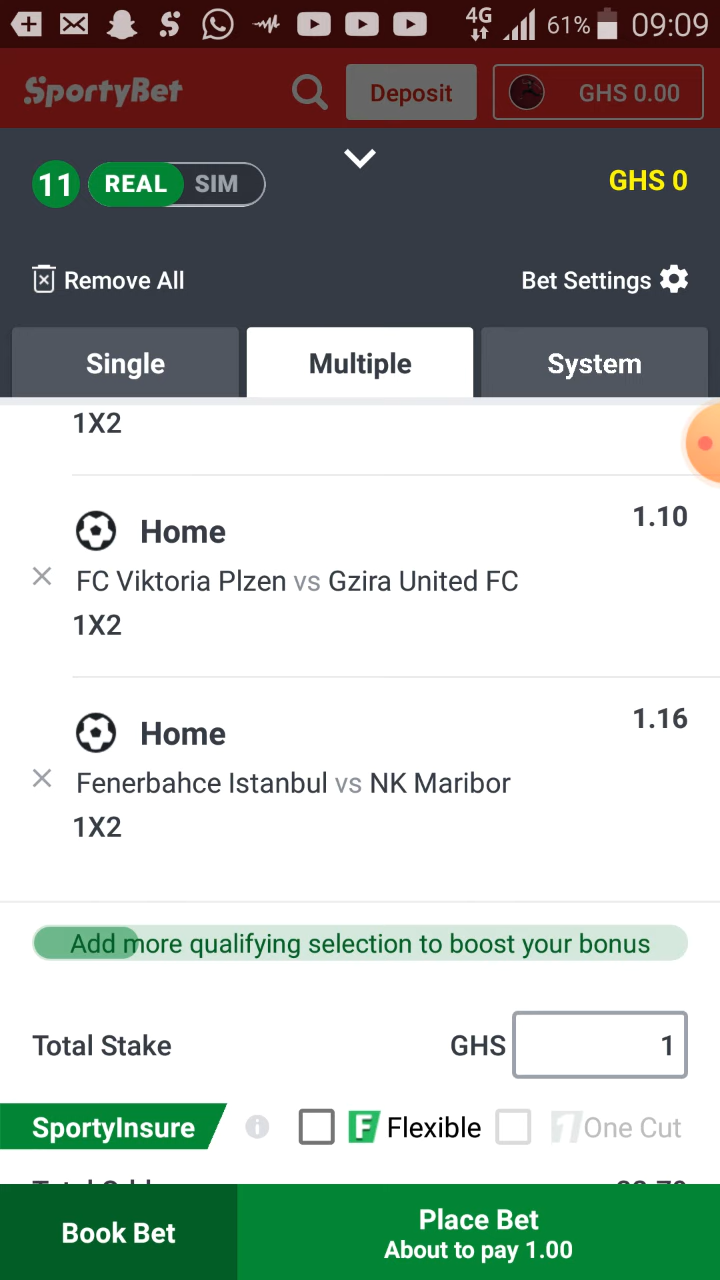 4G 61% 09:09
SportyBet Deposit GHS 0.00
11 REAL SIM GHS 0
Remove All Bet Settings
Single Multiple System
1X2
Home 1.10
FC Viktoria Plzen vs Gzira United FC
1X2
Home 1.16
Fenerbahce Istanbul vs NK Maribor
1X2
Add more qualifying selection to boost your bonus
Total Stake GHS 1
SportyInsure F Flexible 1 One Cut
Book Bet Place Bet
About to pay 1.00